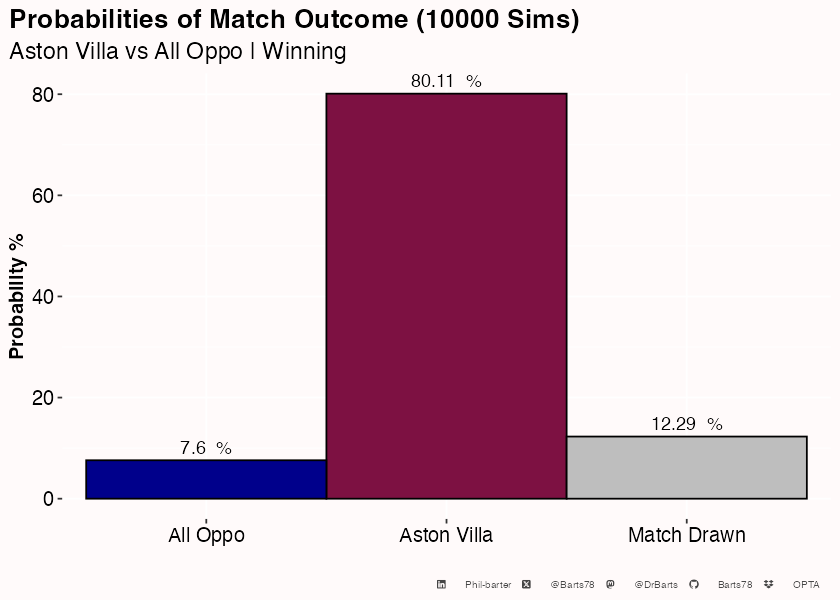 Probabilities of Match Outcome (10000 Sims)
Aston Villa vs All Oppo | Winning
Probability %
80
60
40
20
0
7.6 %
80.11 %
12.29 %
All Oppo
Aston Villa
Match Drawn
Phil-barter @Barts78 @DrBarts Barts78 OPTA